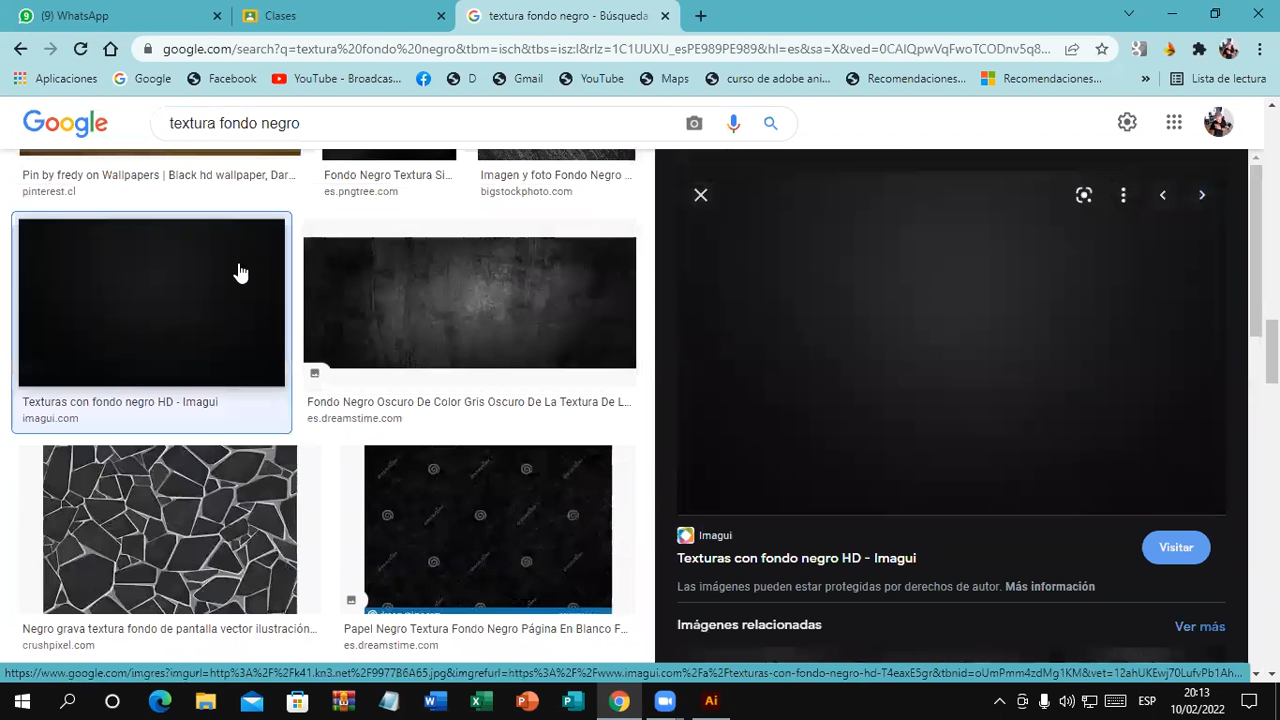 (9) WhatsApp
Clases
textura fondo negro - Búsqueda
google.com/search?q=textura%20fondo%20negro&tbm=isch&tbs=isz:l&rlz=1C1UUXU_esPE989PE989&hl=es&sa=X&ved=0CAIQpwVqFwoTCODnv5q8...
Aplicaciones
Google
Facebook
YouTube - Broadcas...
D
Gmail
YouTube
Maps
curso de adobe ani...
Recomendaciones...
Recomendaciones...
»
Lista de lectura
Google
textura fondo negro
Pin by fredy on Wallpapers | Black hd wallpaper, Dar...
pinterest.cl
Fondo Negro Textura Si...
es.pngtree.com
Imagen y foto Fondo Negro ...
bigstockphoto.com
Texturas con fondo negro HD - Imagui
imagui.com
Fondo Negro Oscuro De Color Gris Oscuro De La Textura De L...
es.dreamstime.com
Negro grava textura fondo de pantalla vector ilustración...
crushpixel.com
Papel Negro Textura Fondo Negro Página En Blanco F...
es.dreamstime.com
Imagui
Texturas con fondo negro HD - Imagui
Visitar
Las imágenes pueden estar protegidas por derechos de autor. Más información
Imágenes relacionadas
Ver más
https://www.google.com/imgres?imgurl=http%3A%2F%2Fk41.kn3.net%2F9977B6A65.jpg&imgrefurl=https%3A%2F%2Fwww.imagui.com%2Fa%2Ftexturas-con-fondo-negro-hd-T4eaxE5gr&tbnid=oUmPmm4zdMg1KM&vet=12ahUKEwj70LufvPb1Ah...
ESP
20:13
10/02/2022